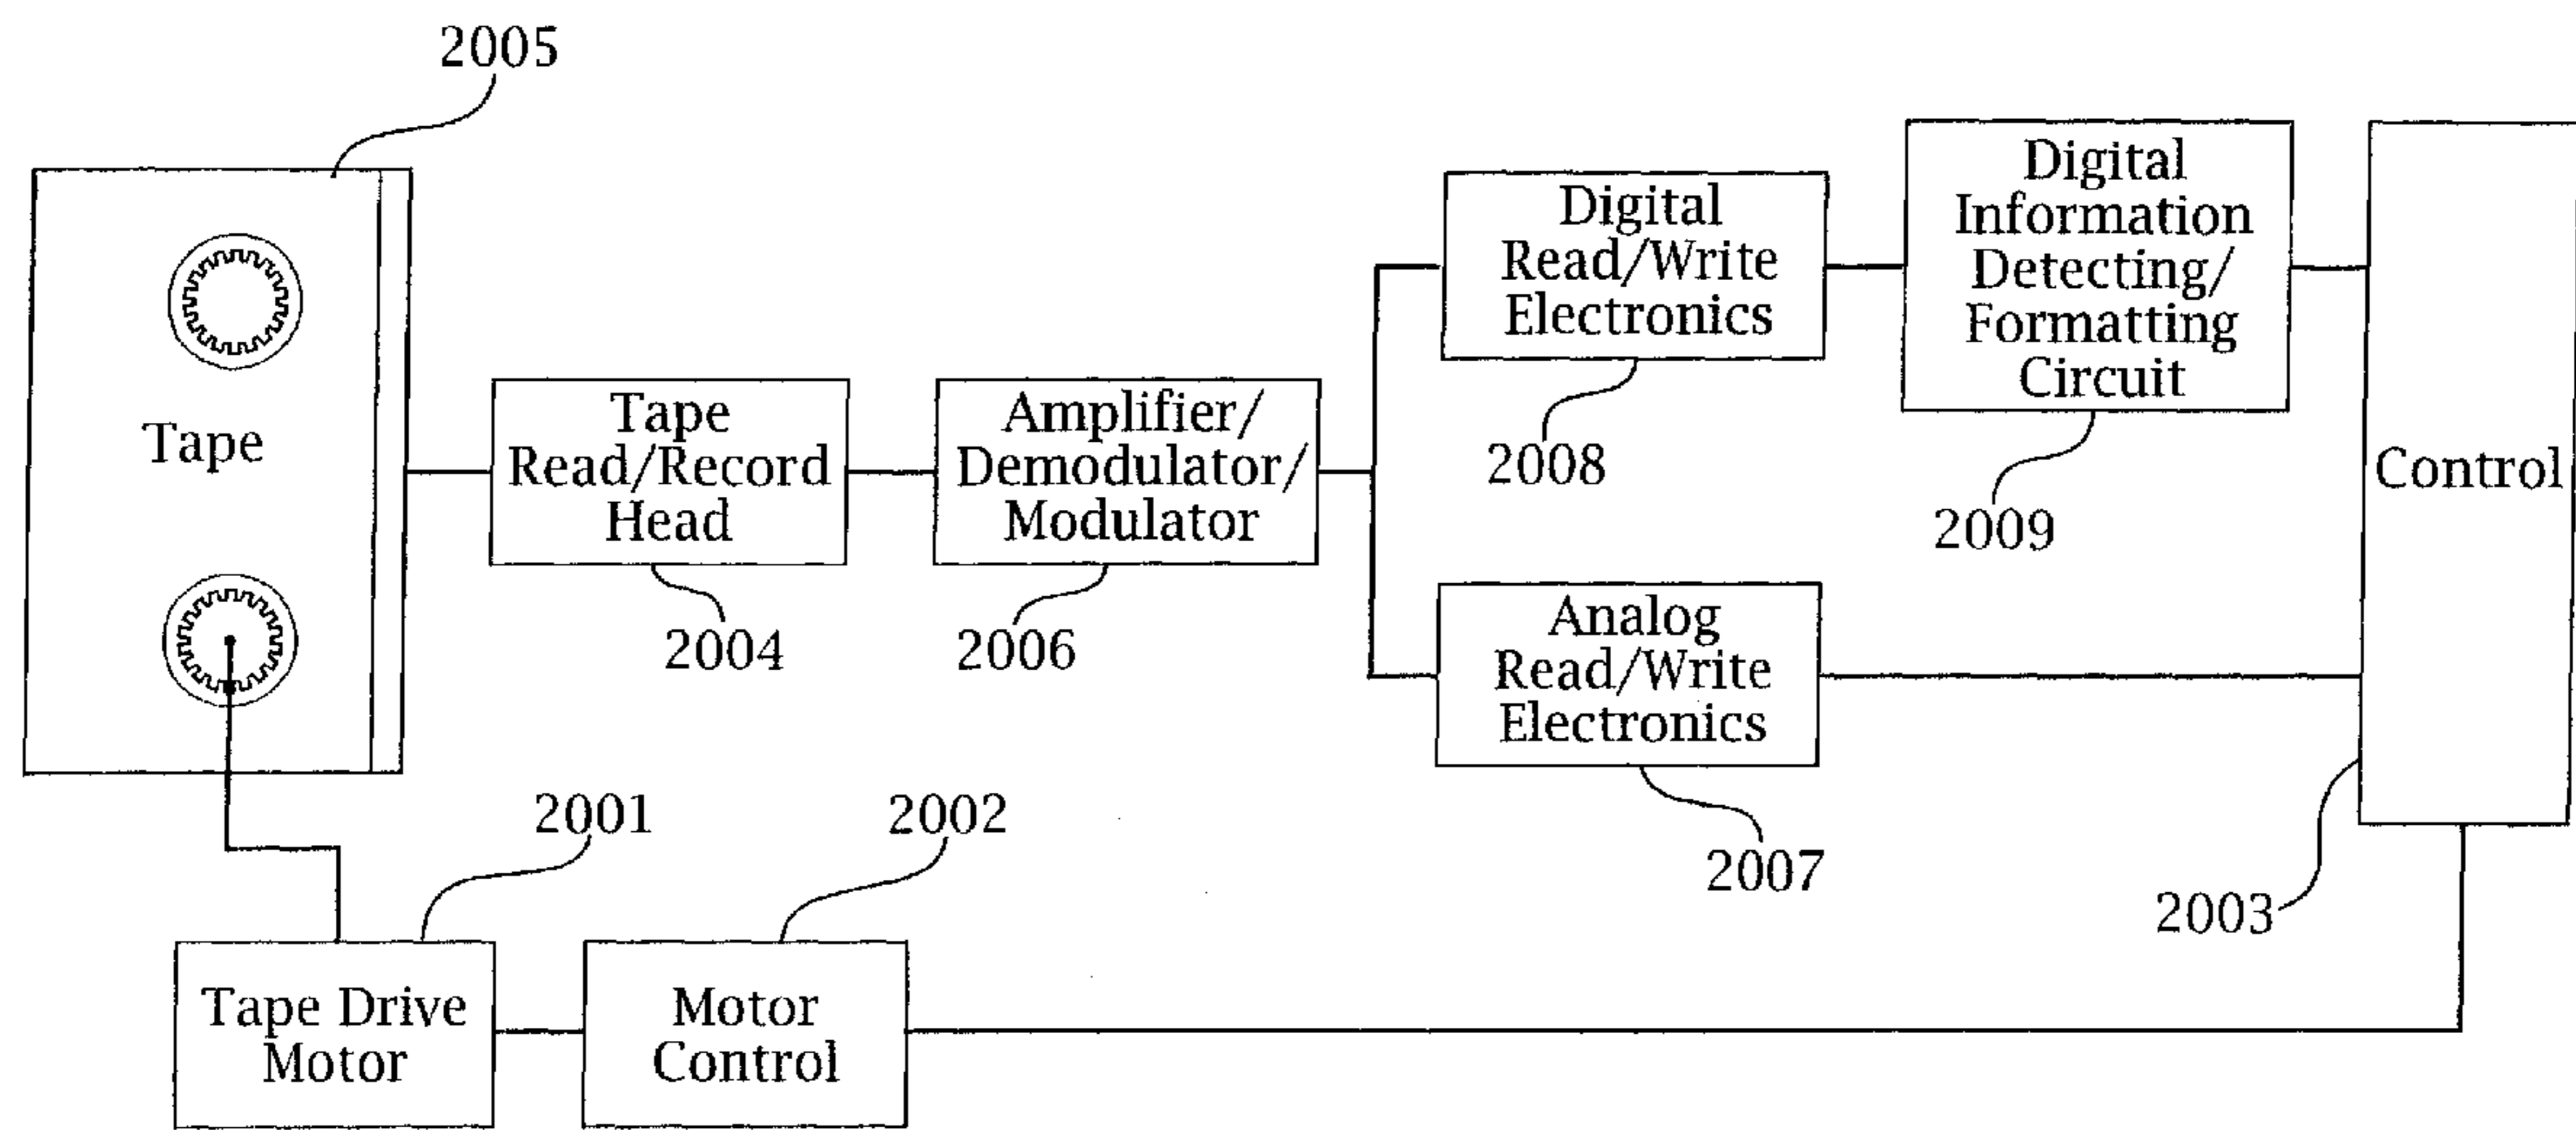 2005
Tape
Tape
Read/Record
Head
2004
Amplifier/
Demodulator/
Modulator
2006
Digital
Read/Write
Electronics
2008
Digital
Information
Detecting/
Formatting
Circuit
2009
Control
2003
Analog
Read/Write
Electronics
2007
2001
Tape Drive
Motor
2002
Motor
Control